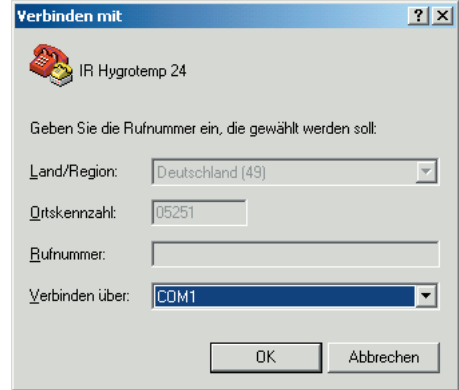 Verbinden mit
IR Hygrotemp 24
Geben Sie die Rufnummer ein, die gewählt werden soll:
Land/Region: Deutschland (49)
Ortskennzahl: 05251
Rufnummer:
Verbinden über: COM1
OK Abbrechen